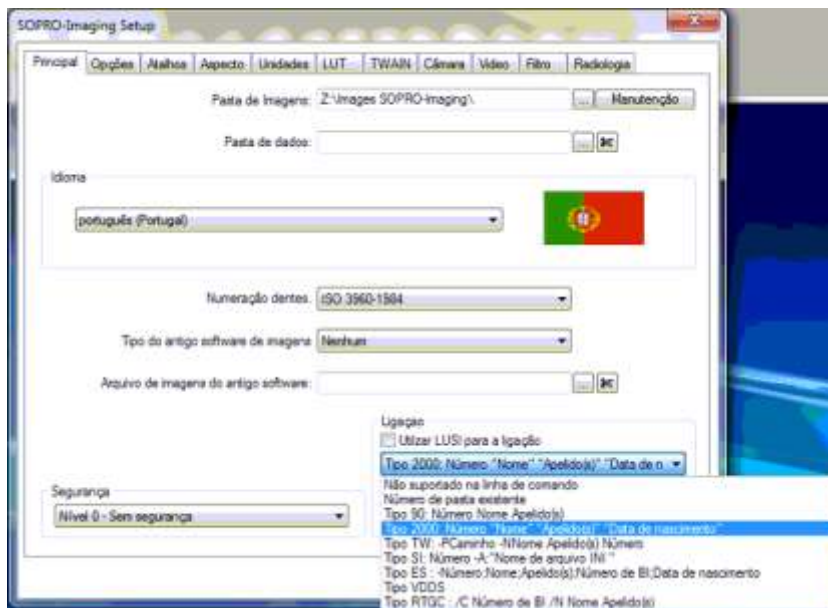 SOPRO-Imaging Setup
Principal Opções Atalhos Aspecto Unidades LUT TWAIN Câmara Video Filtro Radiologia
Pasta de Imagens: Z:\Images SOPRO-Imaging\. ... Manutenção
Pasta de dados: ...
Idioma
português (Portugal)
Numeração dentes. ISO 3960-1984
Tipo do antigo software de imagens Nenhum
Arquivo de imagens do antigo software: ...
Ligaçao
Utilizar LUSI para a ligação
Tipo 2000: Número "Nome" "Apelido(s)" "Data de n
Segurança
Nível 0 - Sem segurança
Não suportado na linha de comando
Número de pasta existente
Tipo 90: Número Nome Apelido(s)
Tipo 2000: Número "Nome" "Apelido(s)" "Data de nascimento"
Tipo TW: -PCaminho -NNome Apelido(s) Número
Tipo SI: Número -A:"Nome de arquivo INI "
Tipo ES : -Número;Nome;Apelido(s);Número de BI;Data de nascimento
Tipo VDDS
Tipo RTGC : /C Número de BI /N Nome Apelido(s)